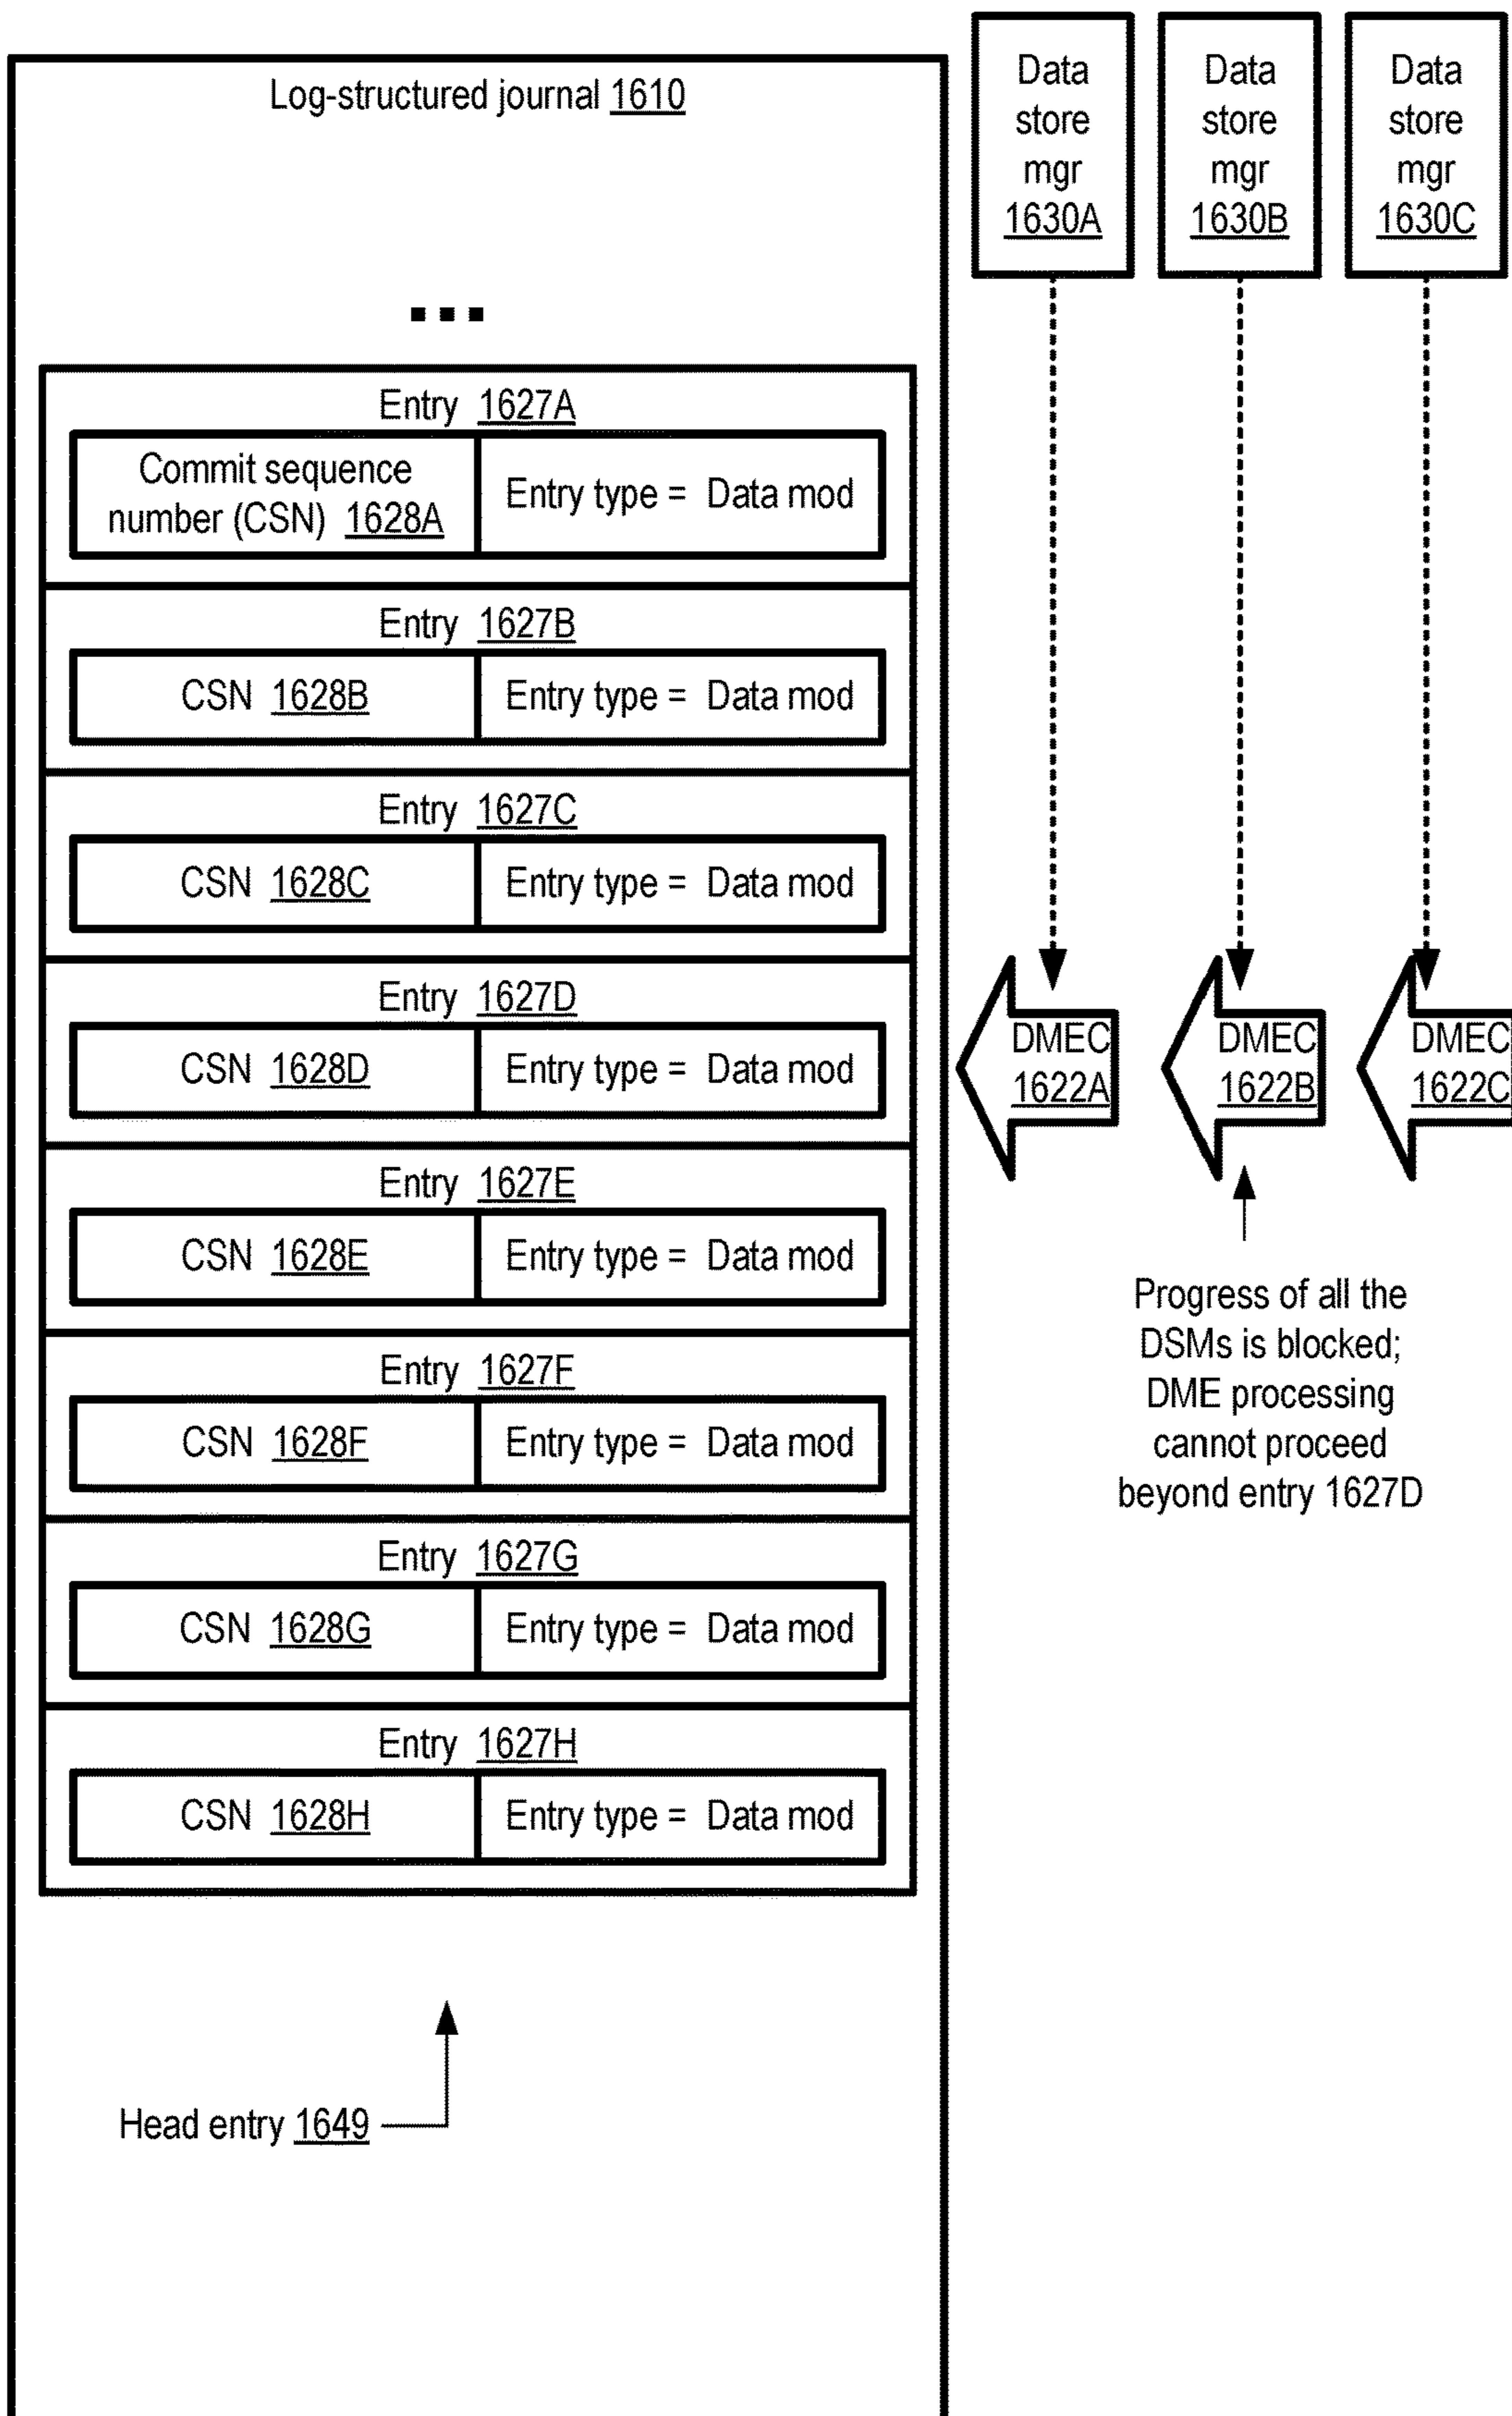 Log-structured journal 1610
Data
store
mgr
1630A
Data
store
mgr
1630B
Data
store
mgr
1630C
Entry 1627A
Commit sequence
number (CSN) 1628A
Entry type = Data mod
Entry 1627B
CSN 1628B
Entry type = Data mod
Entry 1627C
CSN 1628C
Entry type = Data mod
Entry 1627D
CSN 1628D
Entry type = Data mod
DMEC
1622A
DMEC
1622B
DMEC
1622C
Entry 1627E
CSN 1628E
Entry type = Data mod
Progress of all the
DSMs is blocked;
DME processing
cannot proceed
beyond entry 1627D
Entry 1627F
CSN 1628F
Entry type = Data mod
Entry 1627G
CSN 1628G
Entry type = Data mod
Entry 1627H
CSN 1628H
Entry type = Data mod
Head entry 1649